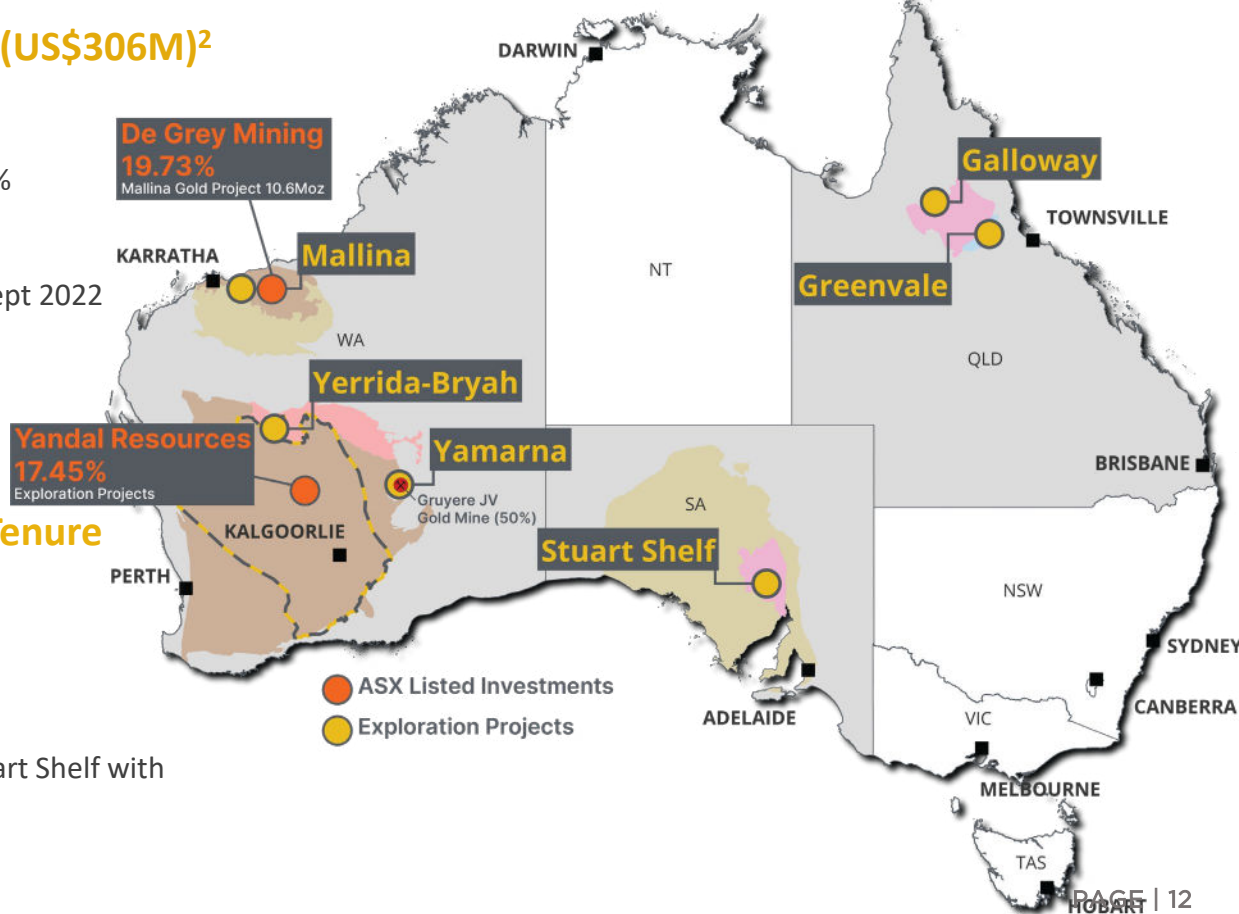 (US$306M)2
%
ept 2022
Tenure
art Shelf with
DARWIN
De Grey Mining
19.73%
Mallina Gold Project 10.6Moz
Galloway
TOWNSVILLE
KARRATHA
Mallina
Greenvale
NT
WA
QLD
Yerrida-Bryah
Yandal Resources
17.45%
Exploration Projects
Yamarna
Gruyere JV
Gold Mine (50%)
BRISBANE
SA
KALGOORLIE
Stuart Shelf
PERTH
NSW
SYDNEY
ASX Listed Investments
Exploration Projects
ADELAIDE
VIC
CANBERRA
MELBOURNE
TAS
HOBART
PAGE | 12